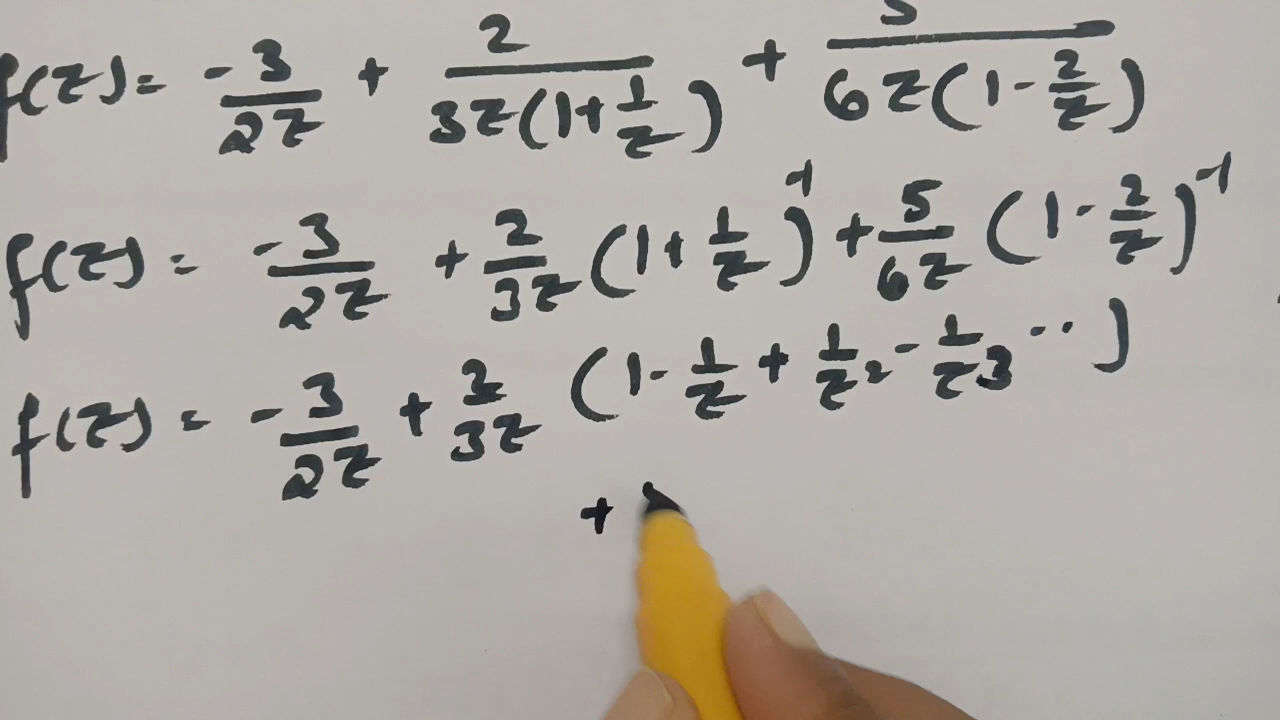 f(z) = -3/2z + 2/3z(1+1/z) + 5/6z(1-2/z)
f(z) = -3/2z + 2/3z (1+1/z)^-1 + 5/6z (1-2/z)^-1
f(z) = -3/2z + 2/3z (1-1/z+1/z2-1/z3 ..)
+